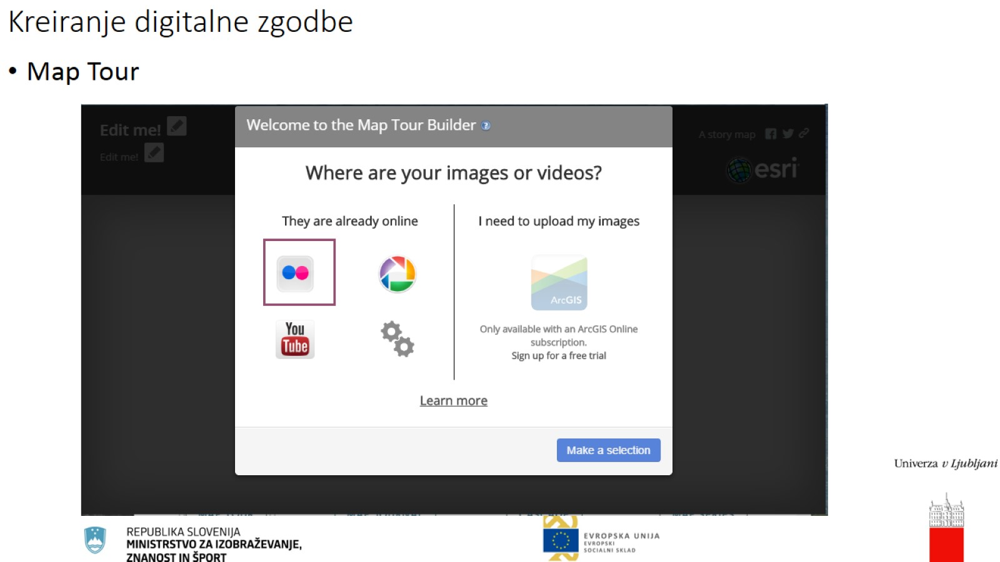 Kreiranje digitalne zgodbe
• Map Tour
Edit me!
Edit me!
Welcome to the Map Tour Builder ?
A story map
esri
Where are your images or videos?
They are already online
I need to upload my images
You
Tube
ArcGIS
Only available with an ArcGIS Online
subscription.
Sign up for a free trial
Learn more
Make a selection
Univerza v Ljubljani
REPUBLIKA SLOVENIJA
MINISTRSTVO ZA IZOBRAŽEVANJE,
ZNANOST IN ŠPORT
EVROPSKA UNIJA
EVROPSKI
SOCIALNI SKLAD